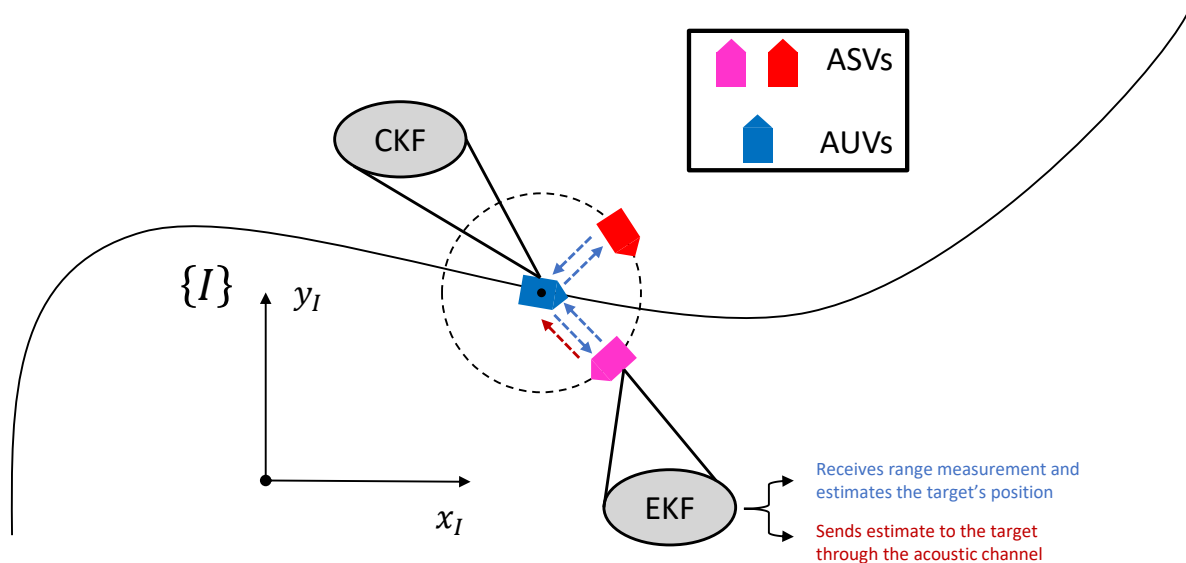 ASVs
AUVs
CKF
{I}
y_I
x_I
EKF
Receives range measurement and
estimates the target's position
Sends estimate to the target
through the acoustic channel